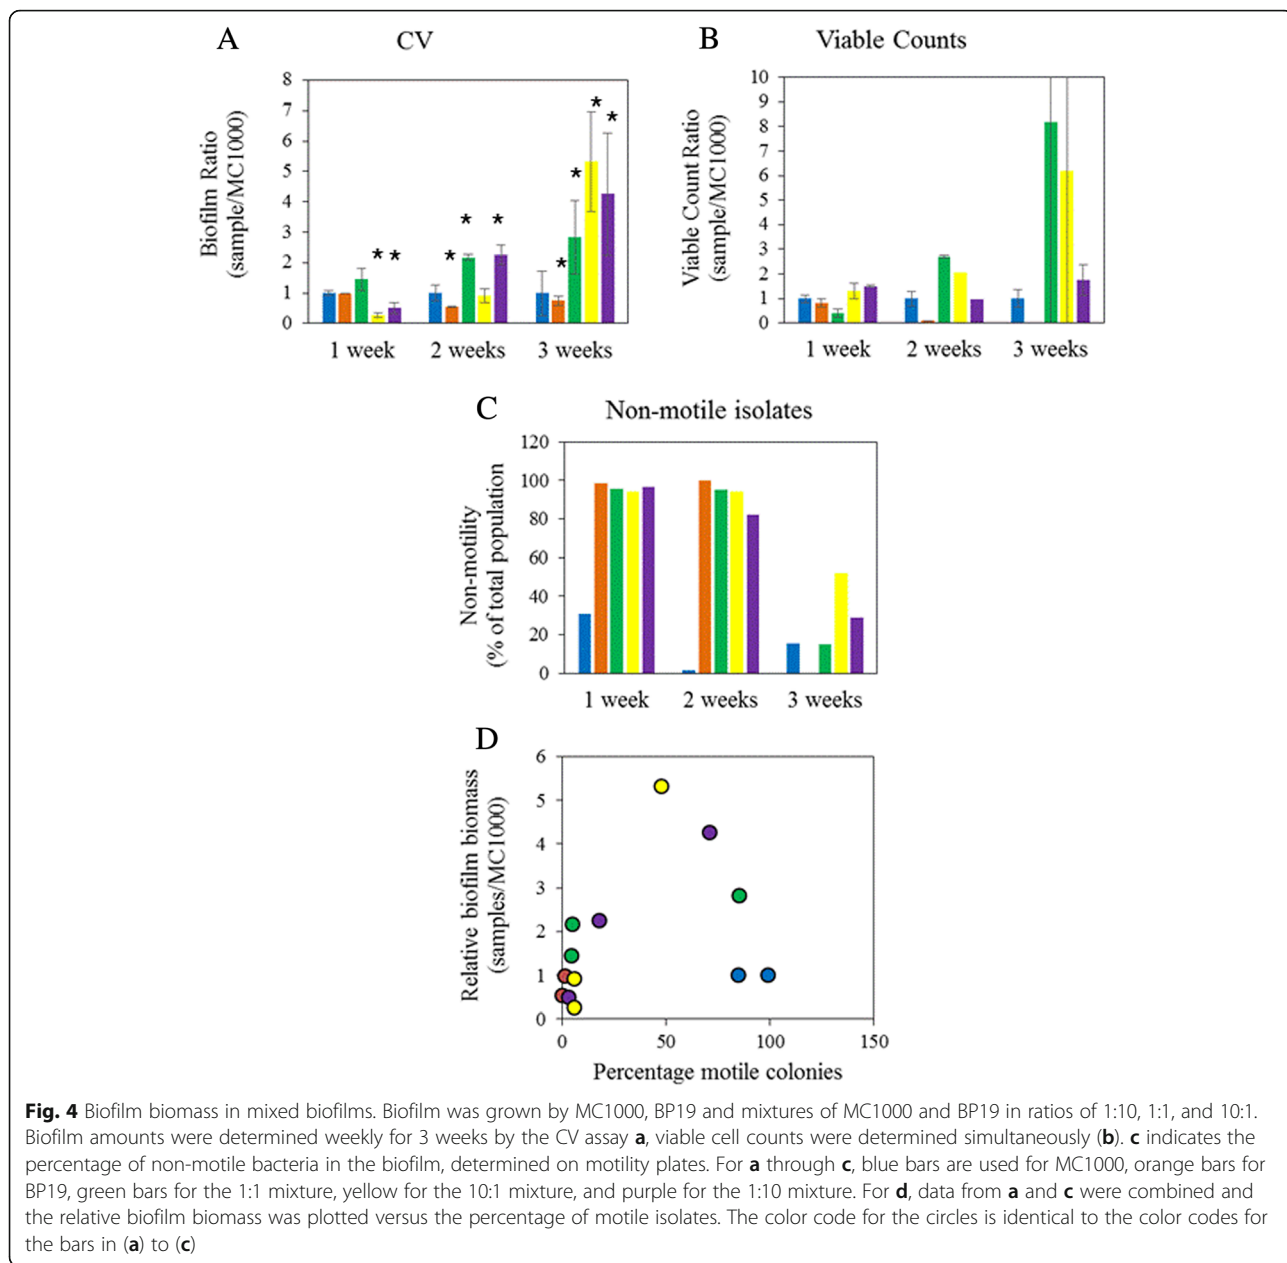 A
CV
Biofilm Ratio
(sample/MC1000)
8
7
6
5
4
3
2
1
0
*
*
*
*
*
*
*
*
*
1 week
2 weeks
3 weeks
B
Viable Counts
Viable Count Ratio
(sample/MC1000)
10
9
8
7
6
5
4
3
2
1
0
1 week
2 weeks
3 weeks
C
Non-motile isolates
Non-motility
(% of total population
120
100
80
60
40
20
0
1 week
2 weeks
3 weeks
D
Relative biofilm biomass
(samples/MC1000)
6
5
4
3
2
1
0
0
50
100
150
Percentage motile colonies
Fig. 4 Biofilm biomass in mixed biofilms. Biofilm was grown by MC1000, BP19 and mixtures of MC1000 and BP19 in ratios of 1:10, 1:1, and 10:1.
Biofilm amounts were determined weekly for 3 weeks by the CV assay a, viable cell counts were determined simultaneously (b). c indicates the
percentage of non-motile bacteria in the biofilm, determined on motility plates. For a through c, blue bars are used for MC1000, orange bars for
BP19, green bars for the 1:1 mixture, yellow for the 10:1 mixture, and purple for the 1:10 mixture. For d, data from a and c were combined and
the relative biofilm biomass was plotted versus the percentage of motile isolates. The color code for the circles is identical to the color codes for
the bars in (a) to (c)